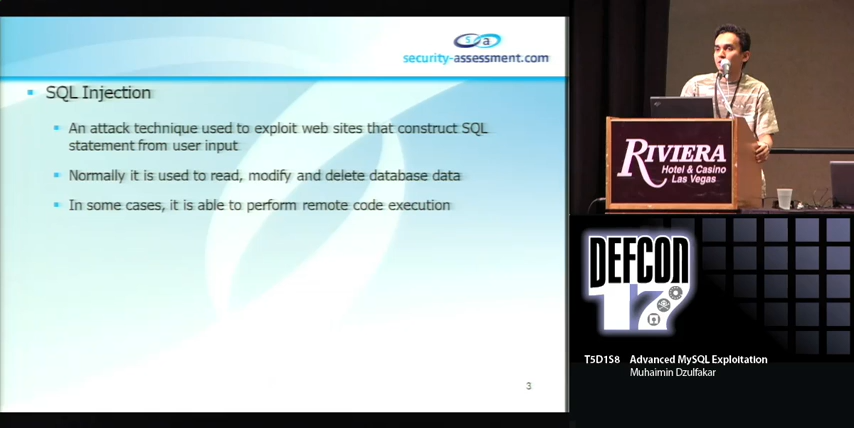 sa
security-assessment.com
SQL Injection
An attack technique used to exploit web sites that construct SQL
statement from user input
Normally it is used to read, modify and delete database data
In some cases, it is able to perform remote code execution
3
RIVIERA
Hotel & Casino
Las Vegas
DEFCON
17
T5D1S8 Advanced MySQL Exploitation
Muhaimin Dzulfakar